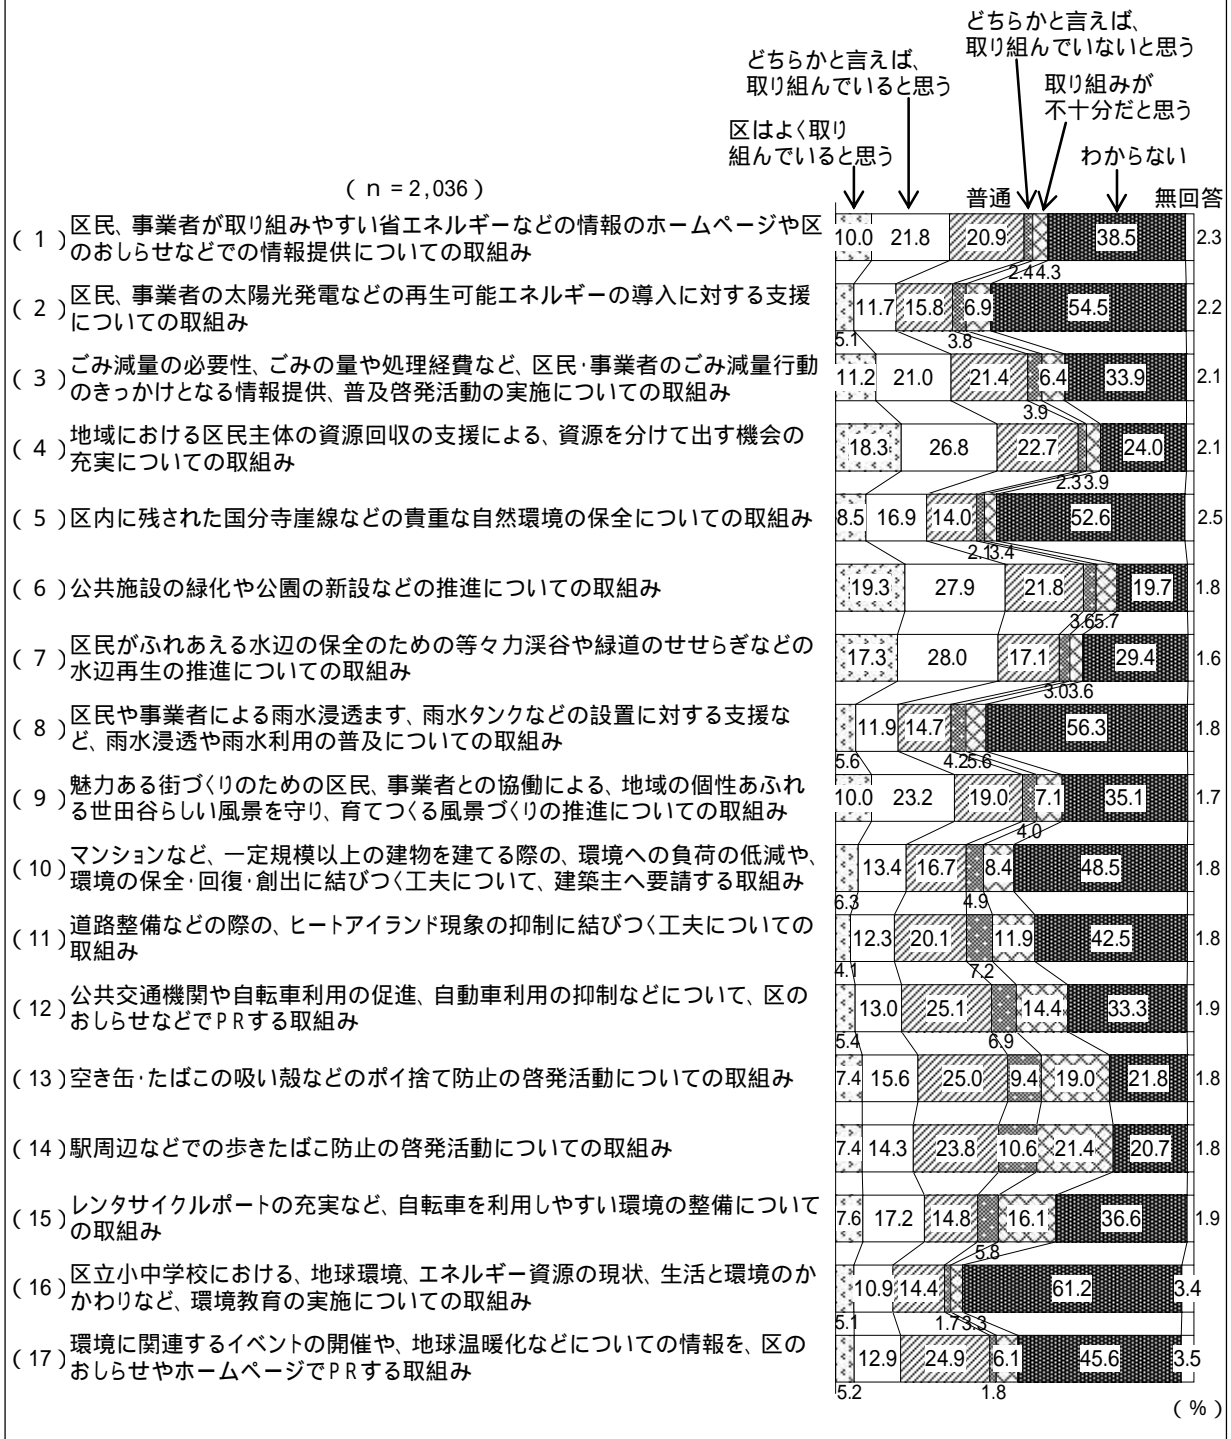 どちらかと言えば、
取り組んでいないと思う
どちらかと言えば、
取り組んでいると思う
取り組みが
不十分だと思う
区はよく取り
組んでいると思う
わからない
（ n = 2,036 ）
普通
無回答
( 1 ) 区民、事業者が取り組みやすい省エネルギーなどの情報のホームページや区
のおしらせなどでの情報提供についての取組み
10.0 21.8 20.9 38.5 2.3
2.4 4.3
( 2 ) 区民、事業者の太陽光発電などの再生可能エネルギーの導入に対する支援
についての取組み
11.7 15.8 6.9 54.5 2.2
5.1 3.8
( 3 ) ごみ減量の必要性、ごみの量や処理経費など、区民・事業者のごみ減量行動
のきっかけとなる情報提供、普及啓発活動の実施についての取組み
11.2 21.0 21.4 6.4 33.9 2.1
3.9
( 4 ) 地域における区民主体の資源回収の支援による、資源を分けて出す機会の
充実についての取組み
18.3 26.8 22.7 24.0 2.1
2.3 3.9
( 5 ) 区内に残された国分寺崖線などの貴重な自然環境の保全についての取組み
8.5 16.9 14.0 52.6 2.5
2.1 3.4
( 6 ) 公共施設の緑化や公園の新設などの推進についての取組み
19.3 27.9 21.8 19.7 1.8
3.6 5.7
( 7 ) 区民がふれあえる水辺の保全のための等々力渓谷や緑道のせせらぎなどの
水辺再生の推進についての取組み
17.3 28.0 17.1 29.4 1.6
3.0 3.6
( 8 ) 区民や事業者による雨水浸透ます、雨水タンクなどの設置に対する支援な
ど、雨水浸透や雨水利用の普及についての取組み
11.9 14.7 56.3 1.8
5.6 4.2 5.6
( 9 ) 魅力ある街づくりのための区民、事業者との協働による、地域の個性あふれ
る世田谷らしい風景を守り、育てつくる風景づくりの推進についての取組み
10.0 23.2 19.0 7.1 35.1 1.7
4.0
(10) マンションなど、一定規模以上の建物を建てる際の、環境への負荷の低減や、
環境の保全・回復・創出に結びつく工夫について、建築主へ要請する取組み
13.4 16.7 8.4 48.5 1.8
6.3 4.9
(11) 道路整備などの際の、ヒートアイランド現象の抑制に結びつく工夫についての
取組み
12.3 20.1 11.9 42.5 1.8
4.1 7.2
(12) 公共交通機関や自転車利用の促進、自動車利用の抑制などについて、区の
おしらせなどでPRする取組み
13.0 25.1 14.4 33.3 1.9
5.4 6.9
(13) 空き缶・たばこの吸い殻などのポイ捨て防止の啓発活動についての取組み
7.4 15.6 25.0 9.4 19.0 21.8 1.8
(14) 駅周辺などでの歩きたばこ防止の啓発活動についての取組み
7.4 14.3 23.8 10.6 21.4 20.7 1.8
(15) レンタサイクルポートの充実など、自転車を利用しやすい環境の整備について
の取組み
7.6 17.2 14.8 16.1 36.6 1.9
5.8
(16) 区立小中学校における、地球環境、エネルギー資源の現状、生活と環境のか
かわりなど、環境教育の実施についての取組み
10.9 14.4 61.2 3.4
5.1 1.7 3.3
(17) 環境に関連するイベントの開催や、地球温暖化などについての情報を、区の
おしらせやホームページでPRする取組み
12.9 24.9 6.1 45.6 3.5
5.2 1.8
（％）